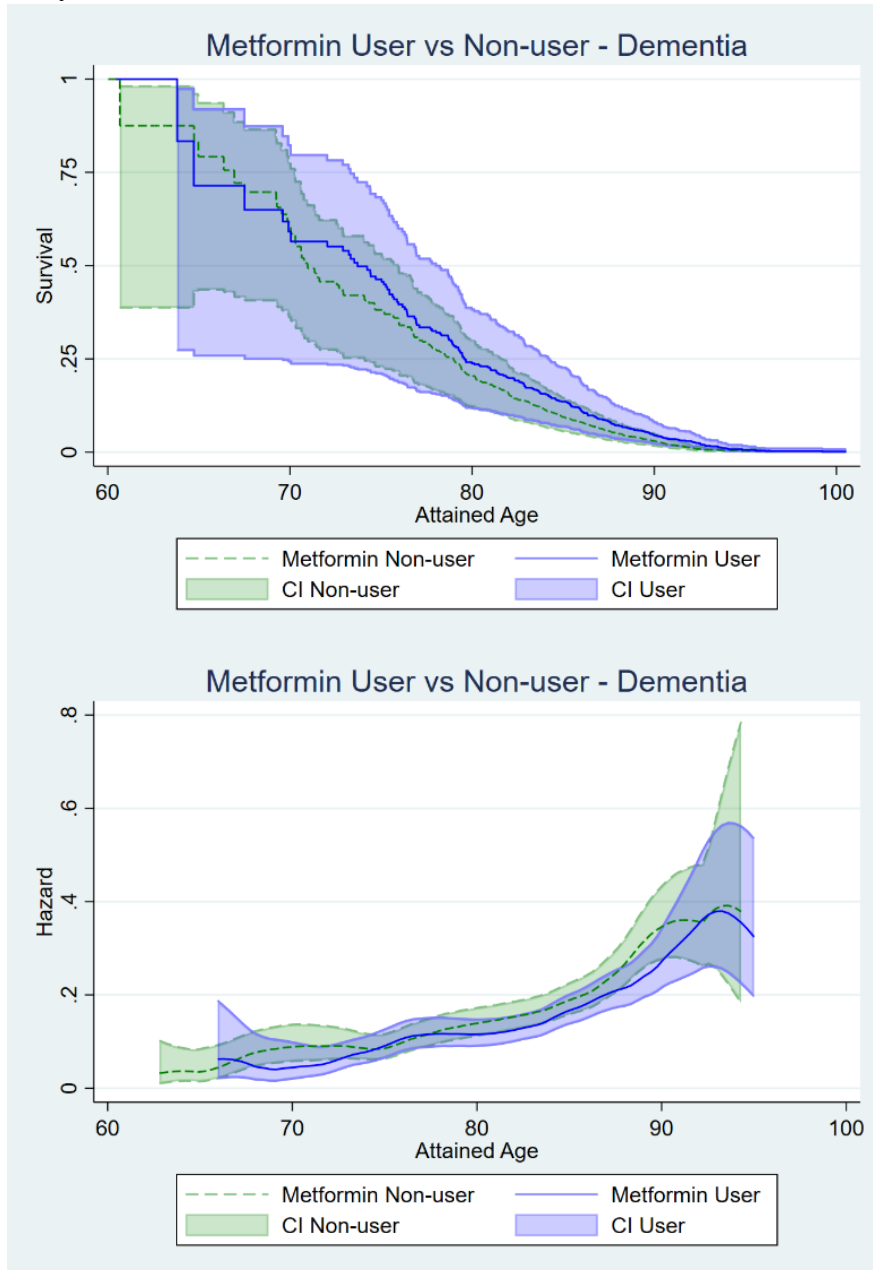 Metformin User vs Non-user - Dementia
1
.75
.5
.25
0
Survival
60 70 80 90 100
Attained Age
Metformin Non-user Metformin User
CI Non-user CI User
Metformin User vs Non-user - Dementia
.8
.6
.4
.2
0
Hazard
70 80 90 100
Attained Age
Metformin Non-user Metformin User
CI Non-user CI User